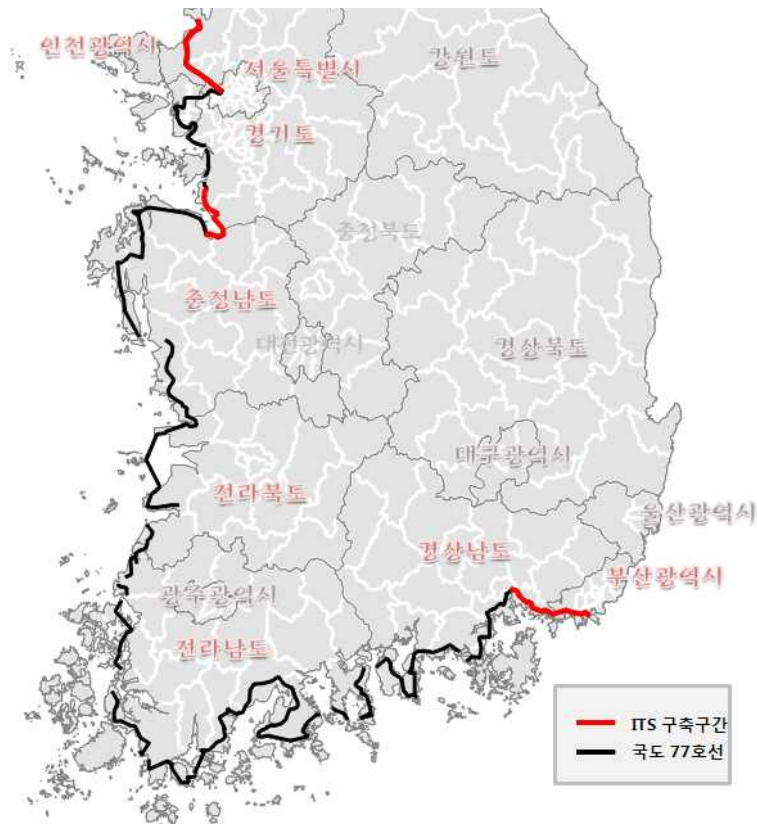 인천광역시
서울특별시
강원도
경기도
충청북도
충청남도
대전광역시
경상북도
대구광역시
전라북도
울산광역시
경상남도
부산광역시
광주광역시
전라남도
ITS 구축구간
국도 77호선